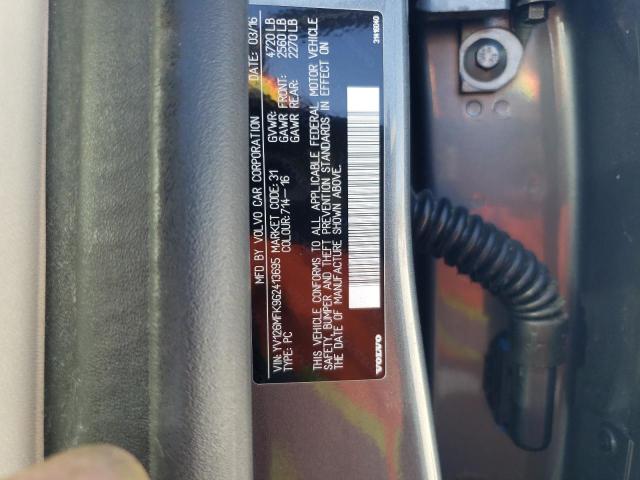 MFD BY VOLVO CAR CORPORATION DATE: 03/16
GVWR: 4720 LB
GAWR FRONT: 2560 LB
GAWR REAR: 2270 LB
VIN: YV126MFK9G2413695 MARKET CODE: 31
TYPE: PC COLOUR: 714-16
THIS VEHICLE CONFORMS TO ALL APPLICABLE FEDERAL MOTOR VEHICLE
SAFETY, BUMPER AND THEFT PREVENTION STANDARDS IN EFFECT ON
THE DATE OF MANUFACTURE SHOWN ABOVE.
VOLVO